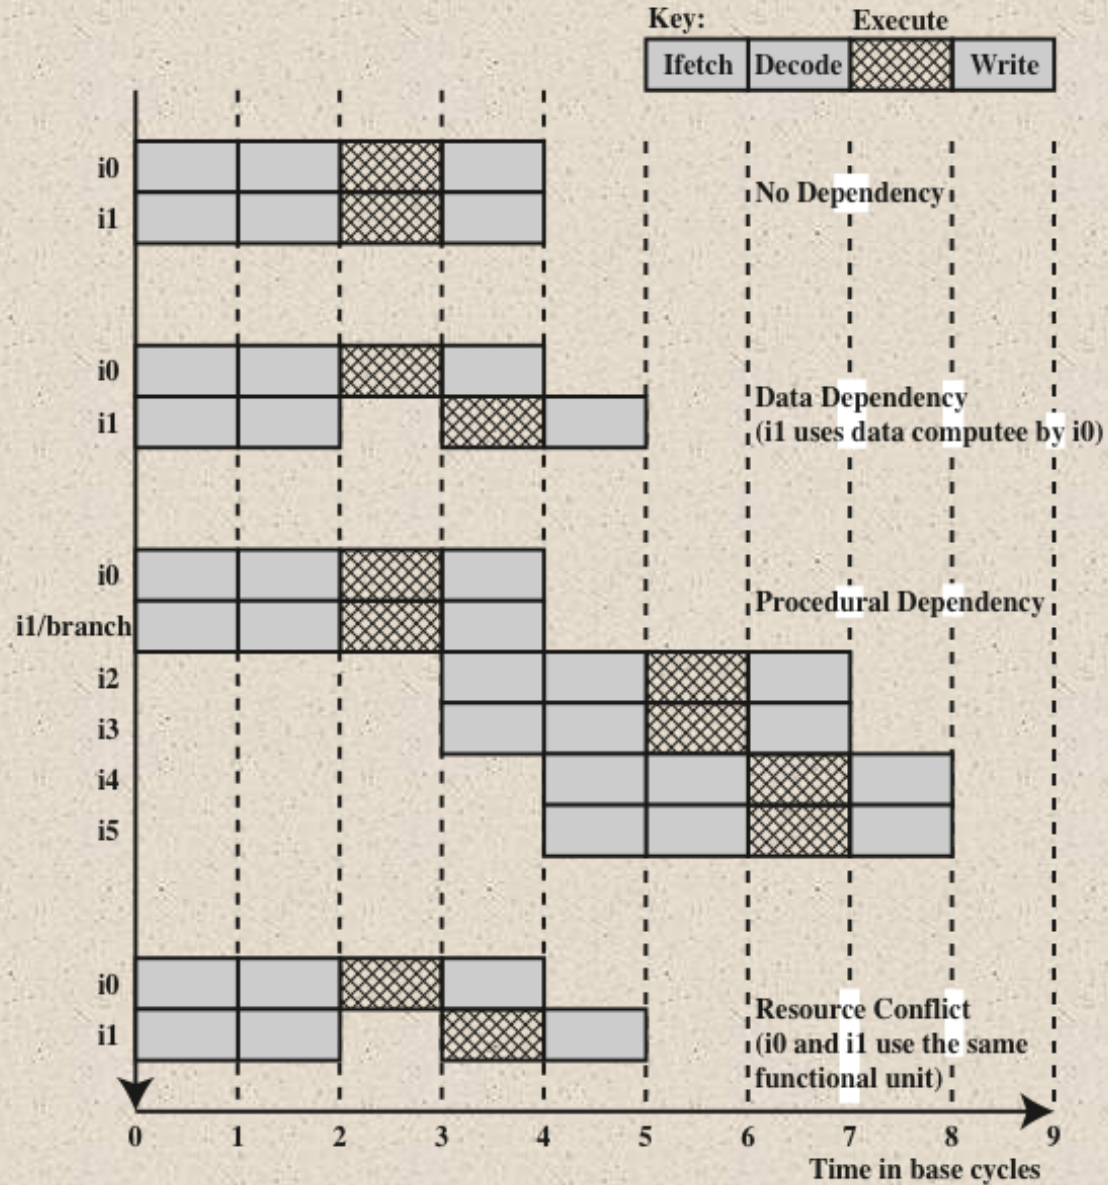 Key:
Execute
Ifetch Decode Write
i0
i1
No Dependency
i0
i1
Data Dependency
(i1 uses data computee by i0)
i0
i1/branch
i2
i3
i4
i5
Procedural Dependency
i0
i1
Resource Conflict
(i0 and i1 use the same
functional unit)
0 1 2 3 4 5 6 7 8 9
Time in base cycles